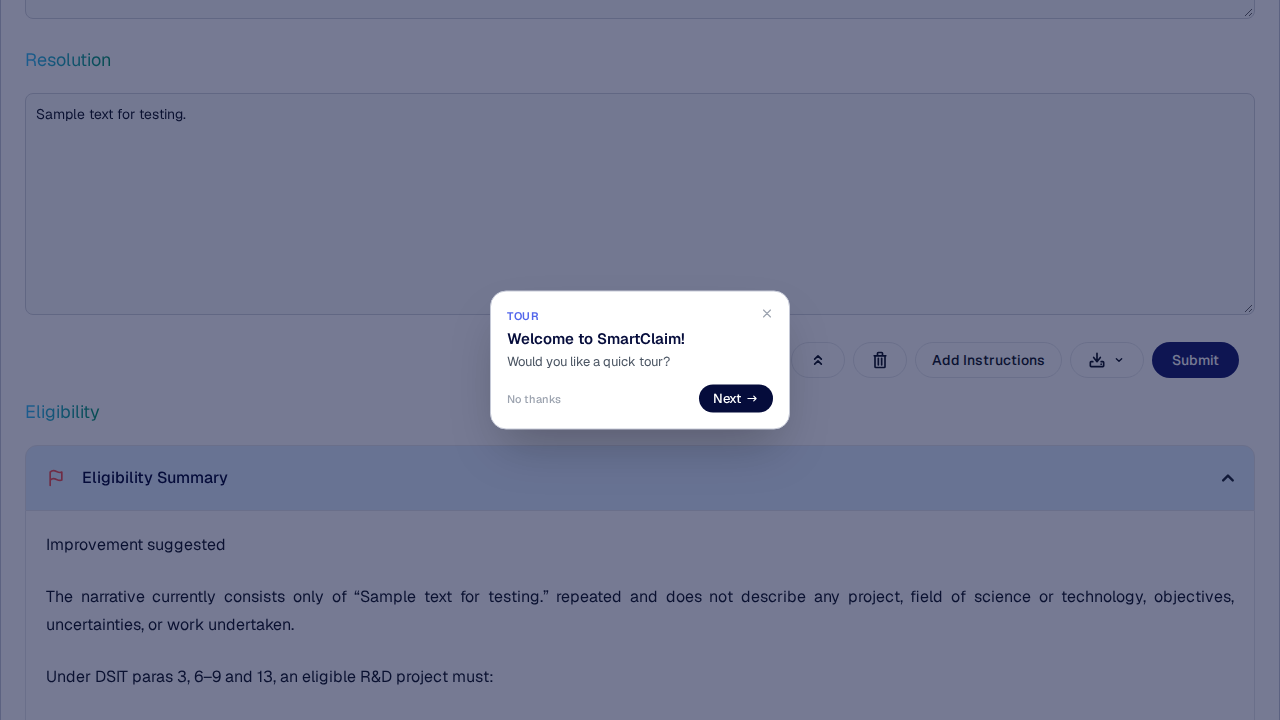 Resolution
Sample text for testing.
TOUR
Welcome to SmartClaim!
Would you like a quick tour?
No thanks
Next →
Add Instructions
Submit
Eligibility
Eligibility Summary
Improvement suggested
The narrative currently consists only of “Sample text for testing.” repeated and does not describe any project, field of science or technology, objectives,
uncertainties, or work undertaken.
Under DSIT paras 3, 6–9 and 13, an eligible R&D project must: